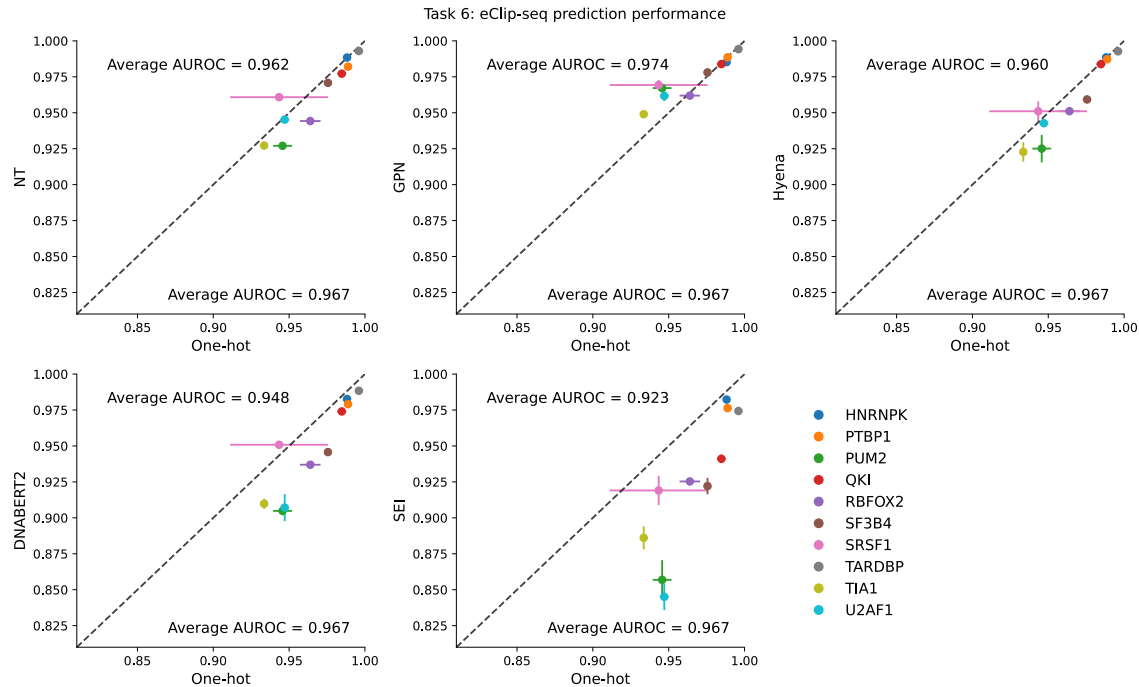 Task 6: eClip-seq prediction performance
1.000
0.975
0.950
0.925
0.900
0.875
0.850
0.825
NT
Average AUROC = 0.962
Average AUROC = 0.967
0.85 0.90 0.95 1.00
One-hot
1.000
0.975
0.950
0.925
0.900
0.875
0.850
0.825
GPN
Average AUROC = 0.974
Average AUROC = 0.967
0.85 0.90 0.95 1.00
One-hot
1.000
0.975
0.950
0.925
0.900
0.875
0.850
0.825
Hyena
Average AUROC = 0.960
Average AUROC = 0.967
0.85 0.90 0.95 1.00
One-hot
1.000
0.975
0.950
0.925
0.900
0.875
0.850
0.825
DNABERT2
Average AUROC = 0.948
Average AUROC = 0.967
0.85 0.90 0.95 1.00
One-hot
1.000
0.975
0.950
0.925
0.900
0.875
0.850
0.825
SEI
Average AUROC = 0.923
Average AUROC = 0.967
0.85 0.90 0.95 1.00
One-hot
HNRNPK
PTBP1
PUM2
QKI
RBFOX2
SF3B4
SRSF1
TARDBP
TIA1
U2AF1